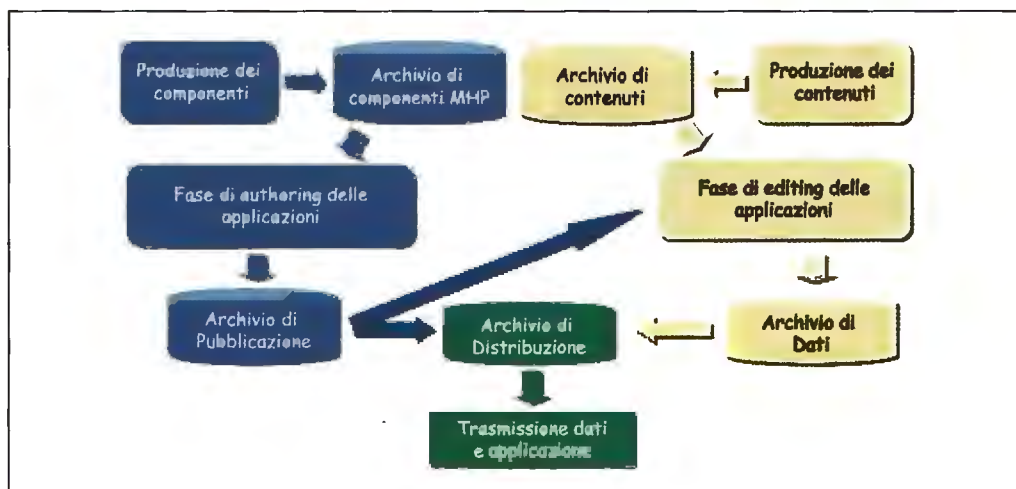 Produzione dei
componenti
Archivio di
componenti MHP
Archivio di
contenuti
Produzione dei
contenuti
Fase di authoring delle
applicazioni
Fase di editing delle
applicazioni
Archivio di
Pubblicazione
Archivio di
Distribuzione
Archivio di
Dati
Trasmissione dati
e applicazione